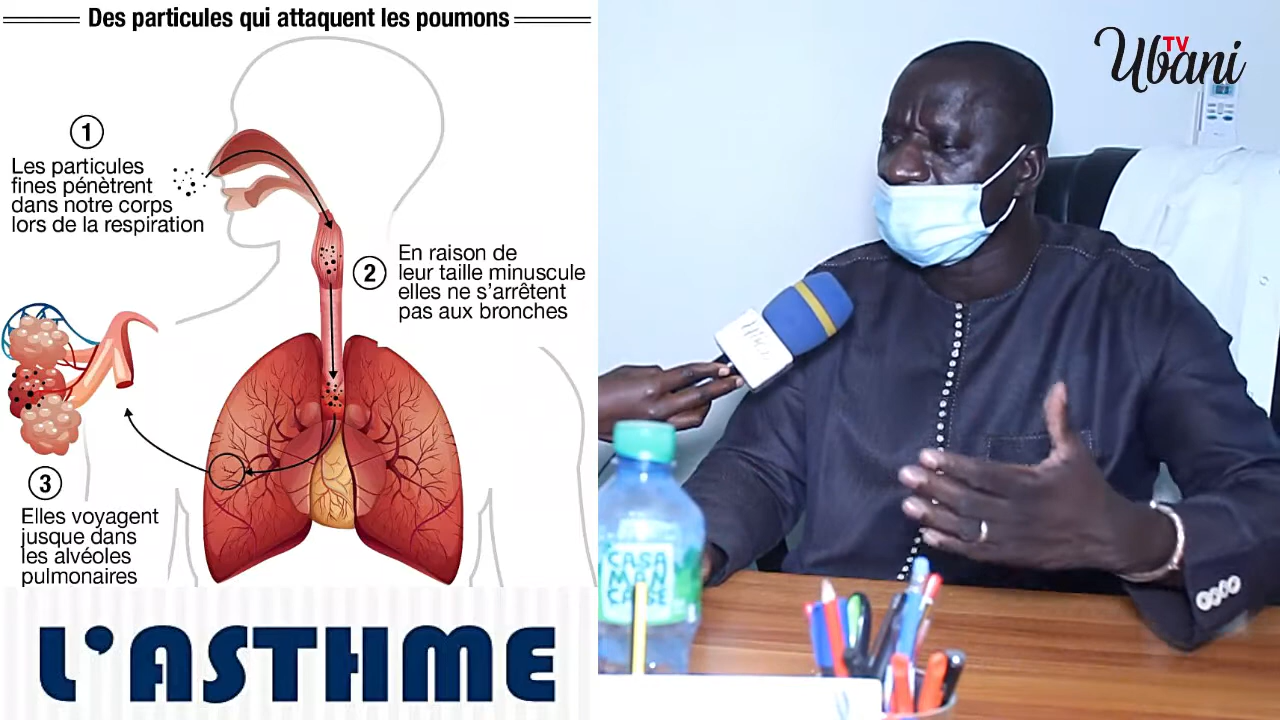 Des particules qui attaquent les poumons
1
Les particules
fines pénètrent
dans notre corps
lors de la respiration
2
En raison de
leur taille minuscule
elles ne s'arrêtent
pas aux bronches
3
Elles voyagent
jusque dans
les alvéoles
pulmonaires
L'ASTHME
Ubani
TV
CASA
MAN
CASE